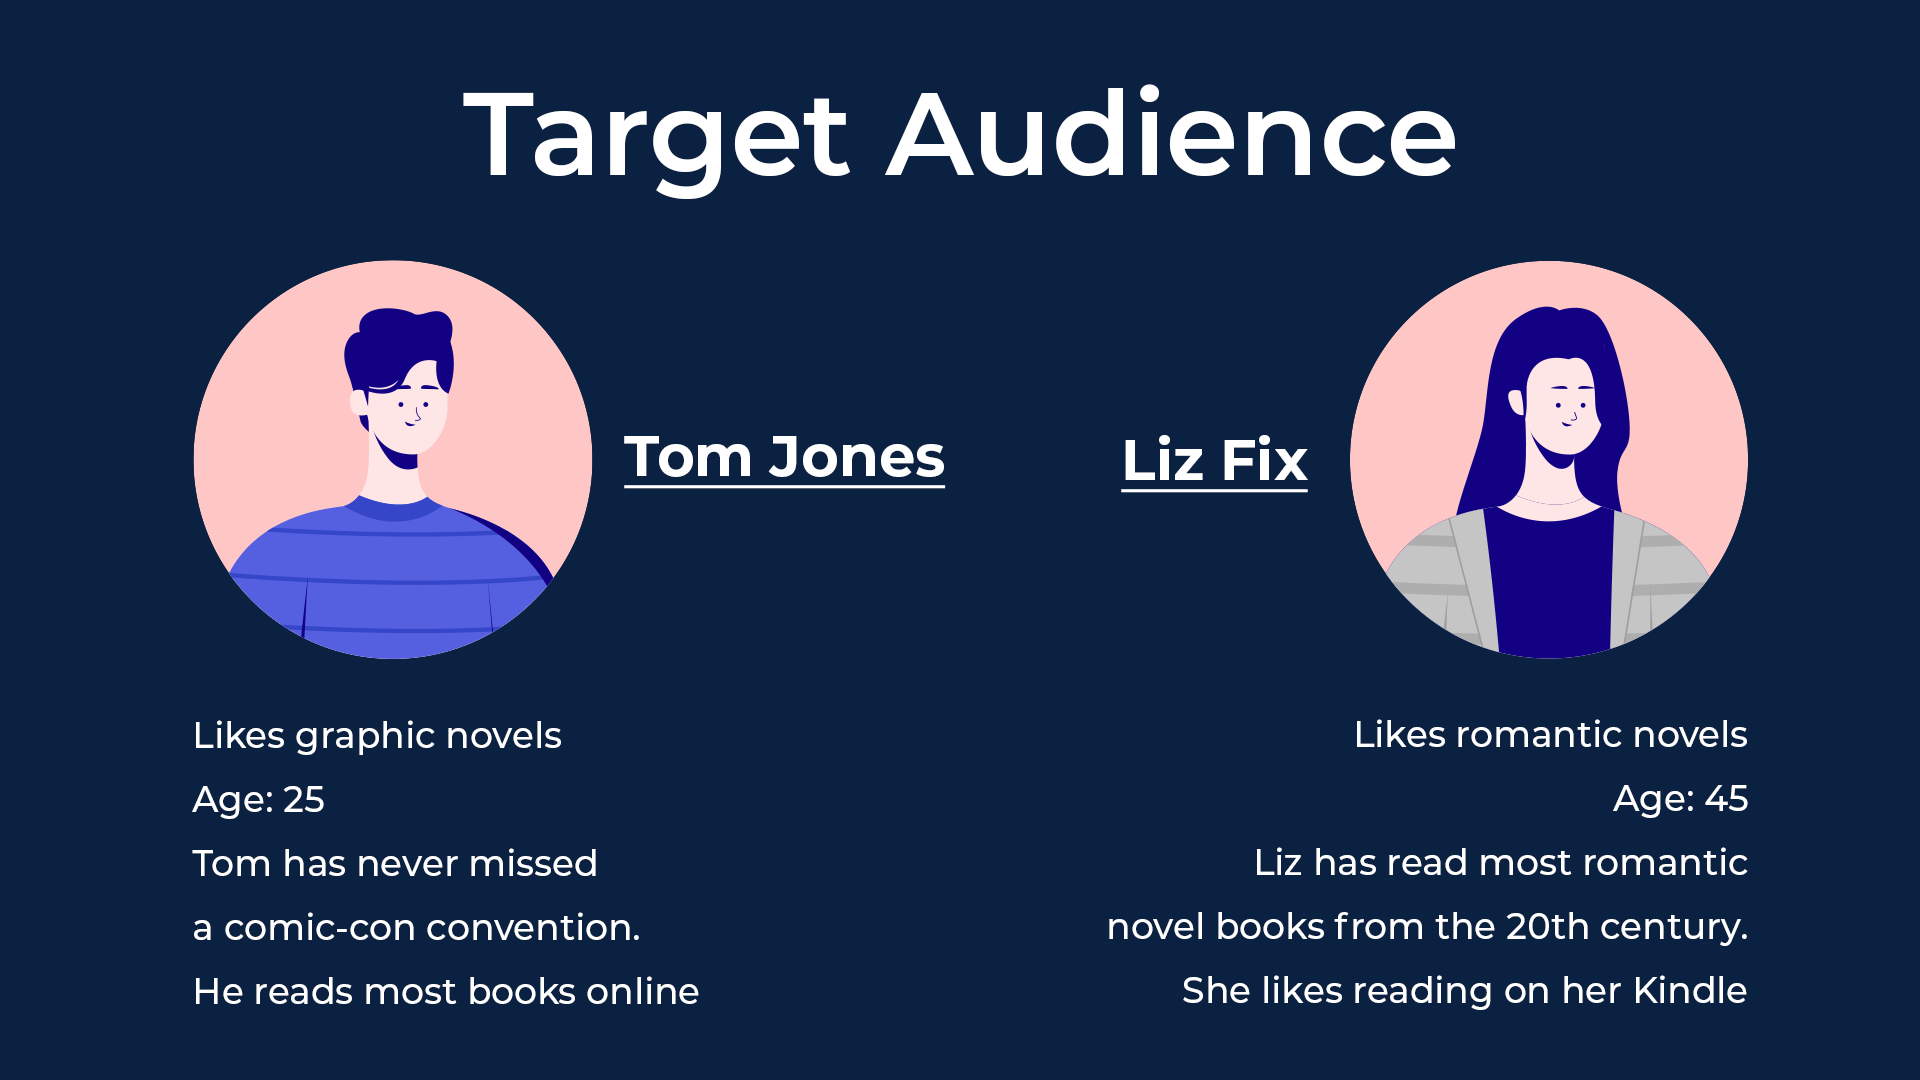 Target Audience
Tom Jones
Likes graphic novels
Age: 25
Tom has never missed
a comic-con convention.
He reads most books online
Liz Fix
Likes romantic novels
Age: 45
Liz has read most romantic
novel books from the 20th century.
She likes reading on her Kindle